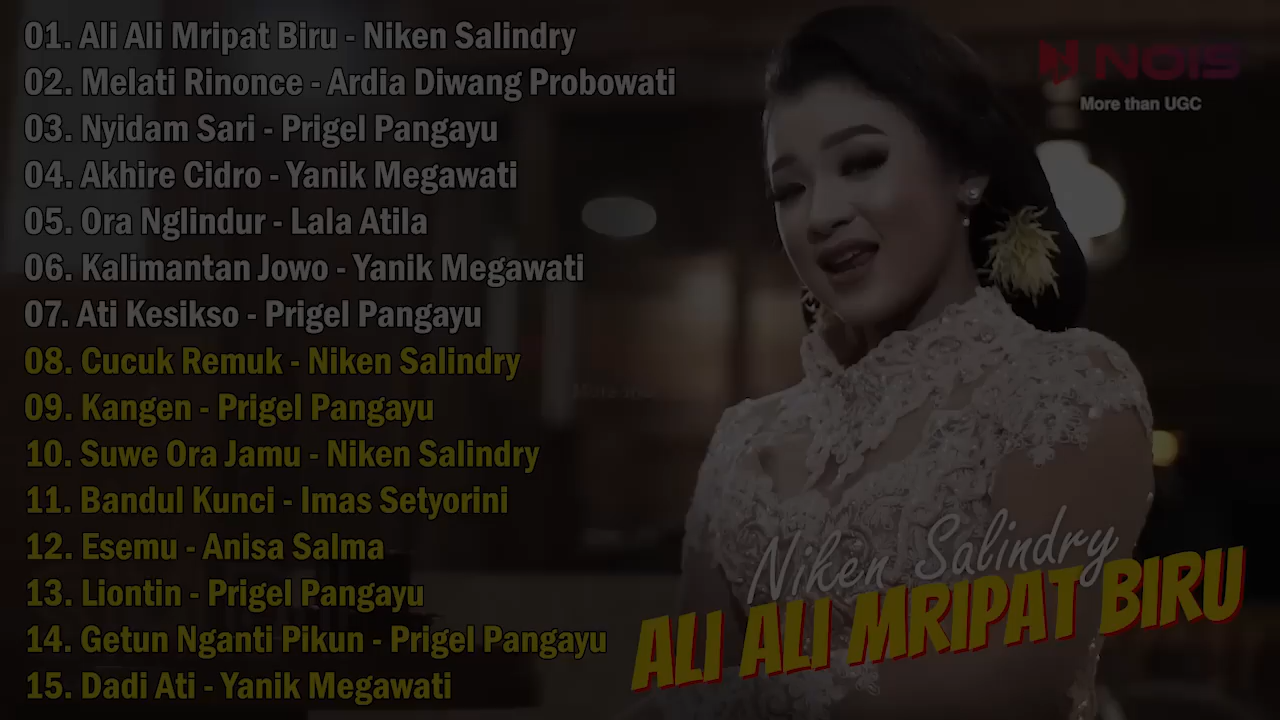 01. Ali Ali Mripat Biru - Niken Salindry
02. Melati Rinonce - Ardia Diwang Probowati
03. Nyidam Sari - Prigel Pangayu
04. Akhire Cidro - Yanik Megawati
05. Ora Nglindur - Lala Atila
06. Kalimantan Jowo - Yanik Megawati
07. Ati Kesikso - Prigel Pangayu
08. Cucuk Remuk - Niken Salindry
09. Kangen - Prigel Pangayu
10. Suwe Ora Jamu - Niken Salindry
11. Bandul Kunci - Imas Setyorini
12. Esemu - Anisa Salma
13. Liontin - Prigel Pangayu
14. Getun Nganti Pikun - Prigel Pangayu
15. Dadi Ati - Yanik Megawati
NOIS
More than UGC
Niken Salindry
ALI ALI MRIPAT BIRU